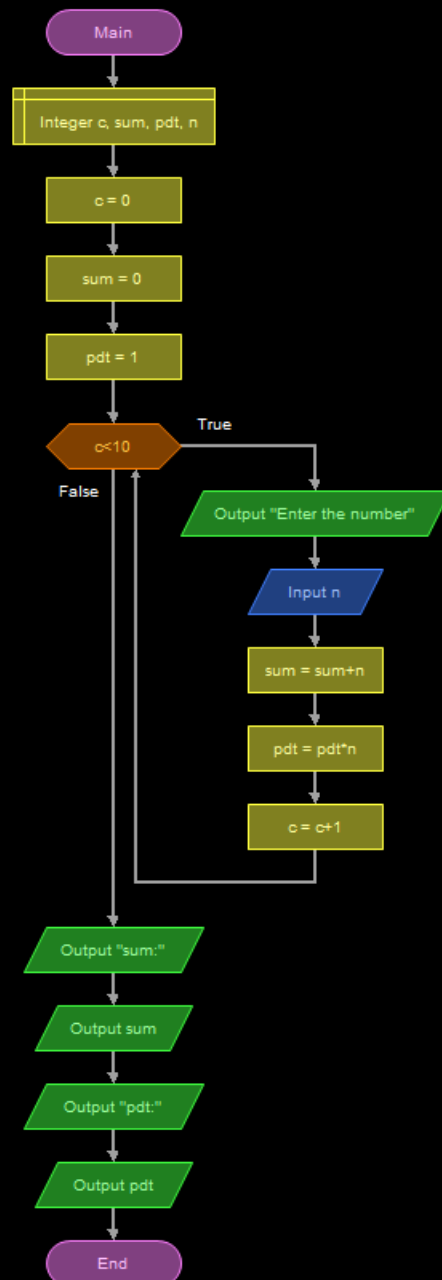 Main
Integer c, sum, pdt, n
c = 0
sum = 0
pdt = 1
c<10
True
False
Output "Enter the number"
Input n
sum = sum+n
pdt = pdt*n
c = c+1
Output "sum:"
Output sum
Output "pdt:"
Output pdt
End